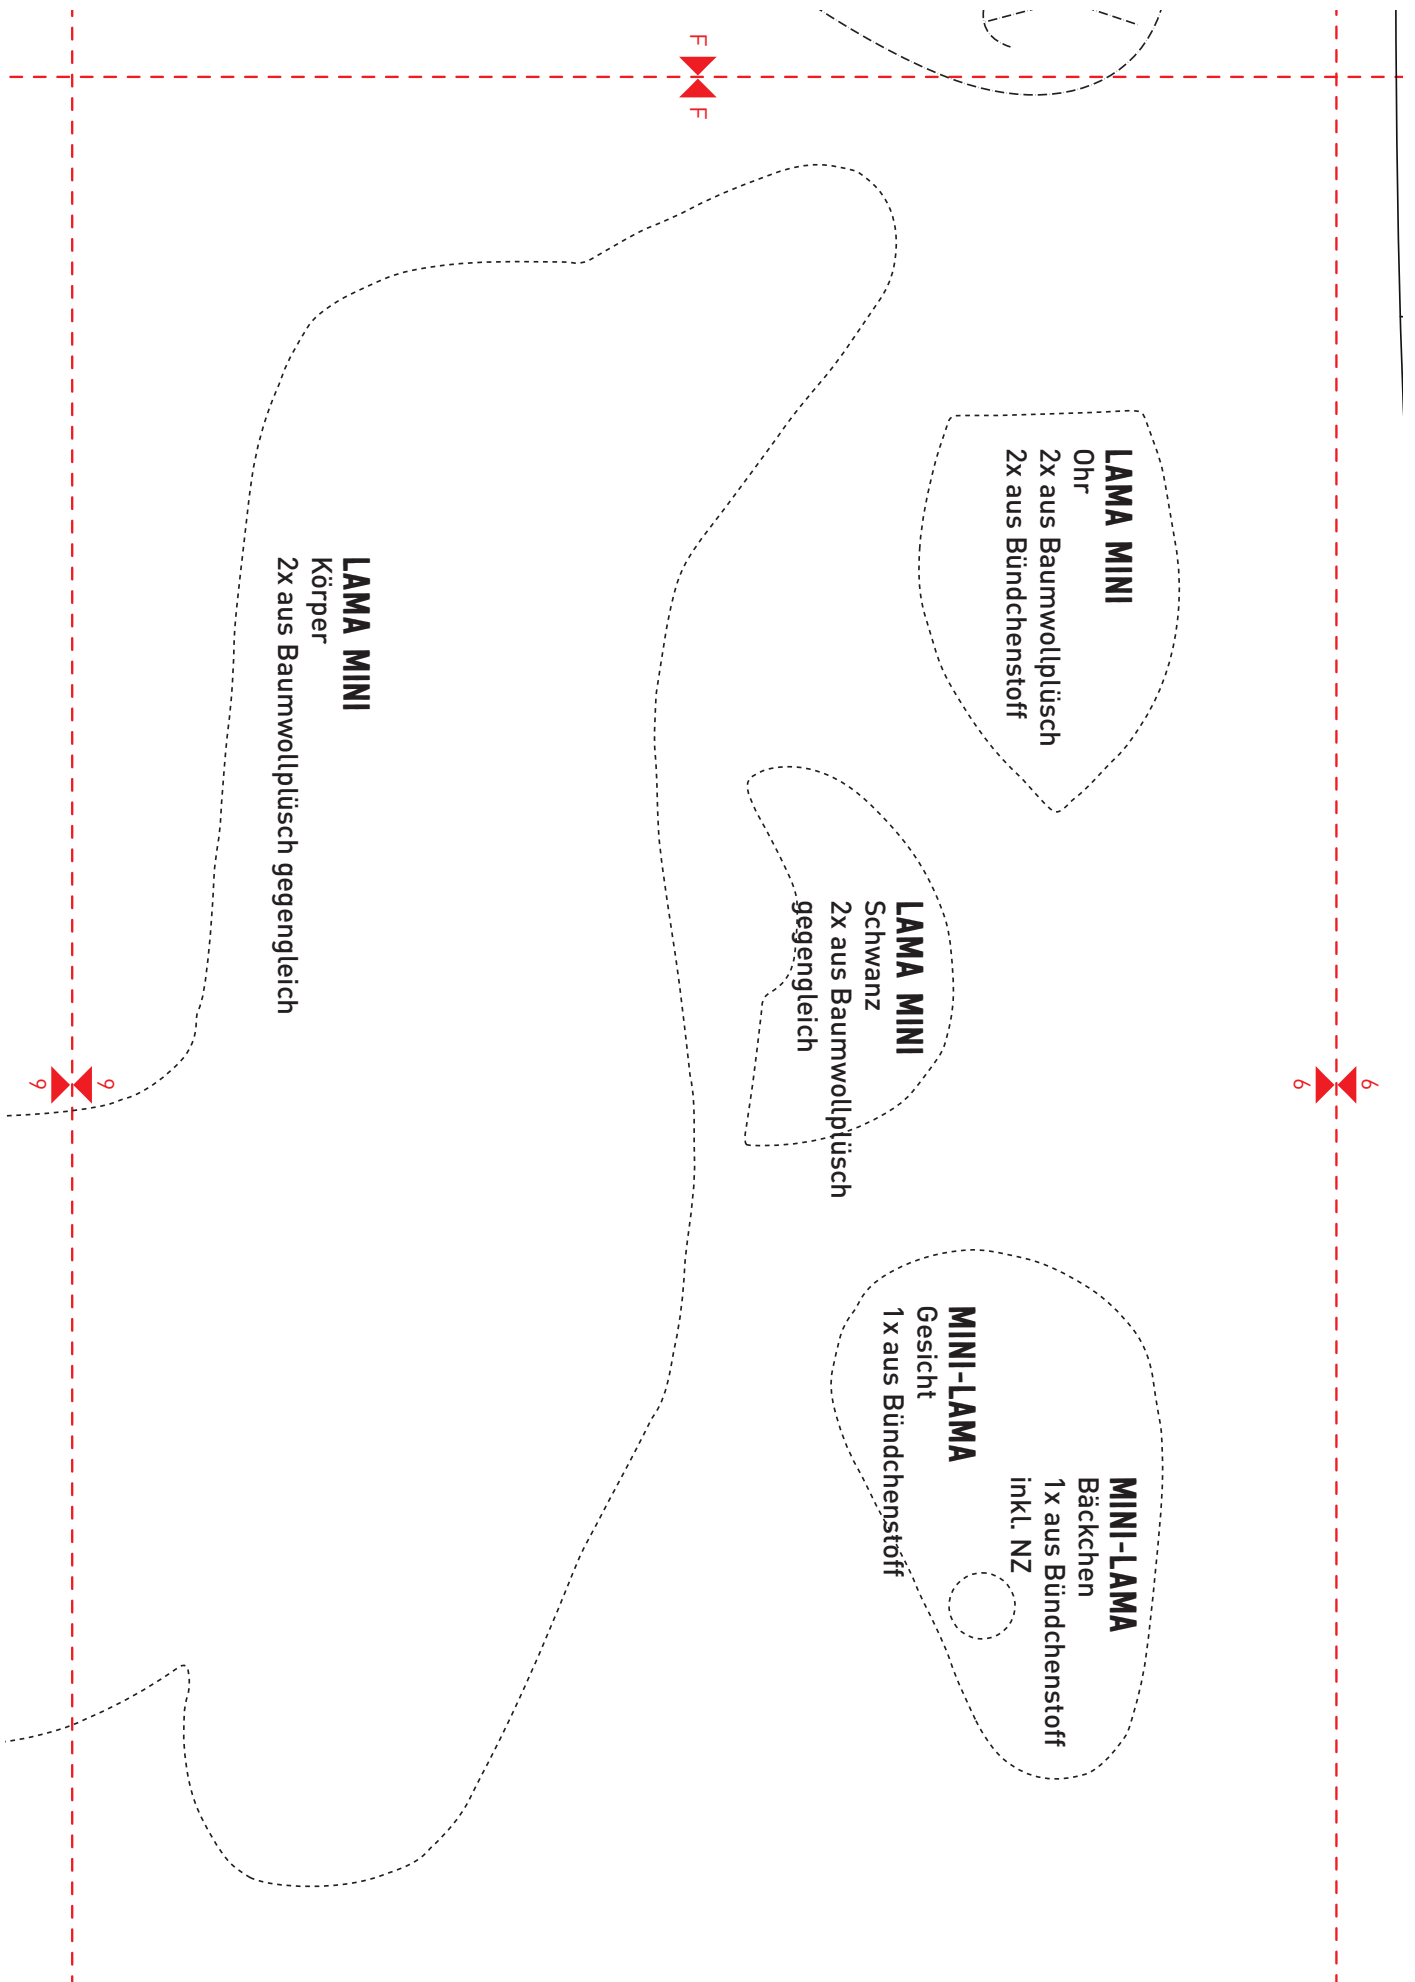 F
F
LAMA MINI
Ohr
2x aus Baumwollplüsch
2x aus Bündchenstoff
LAMA MINI
Körper
2x aus Baumwollplüsch gegengleich
LAMA MINI
Schwanz
2x aus Baumwollplüsch
gegengleich
6
6
9
9
MINI-LAMA
Gesicht
1x aus Bündchenstoff
MINI-LAMA
Bäckchen
1x aus Bündchenstoff
inkl. NZ